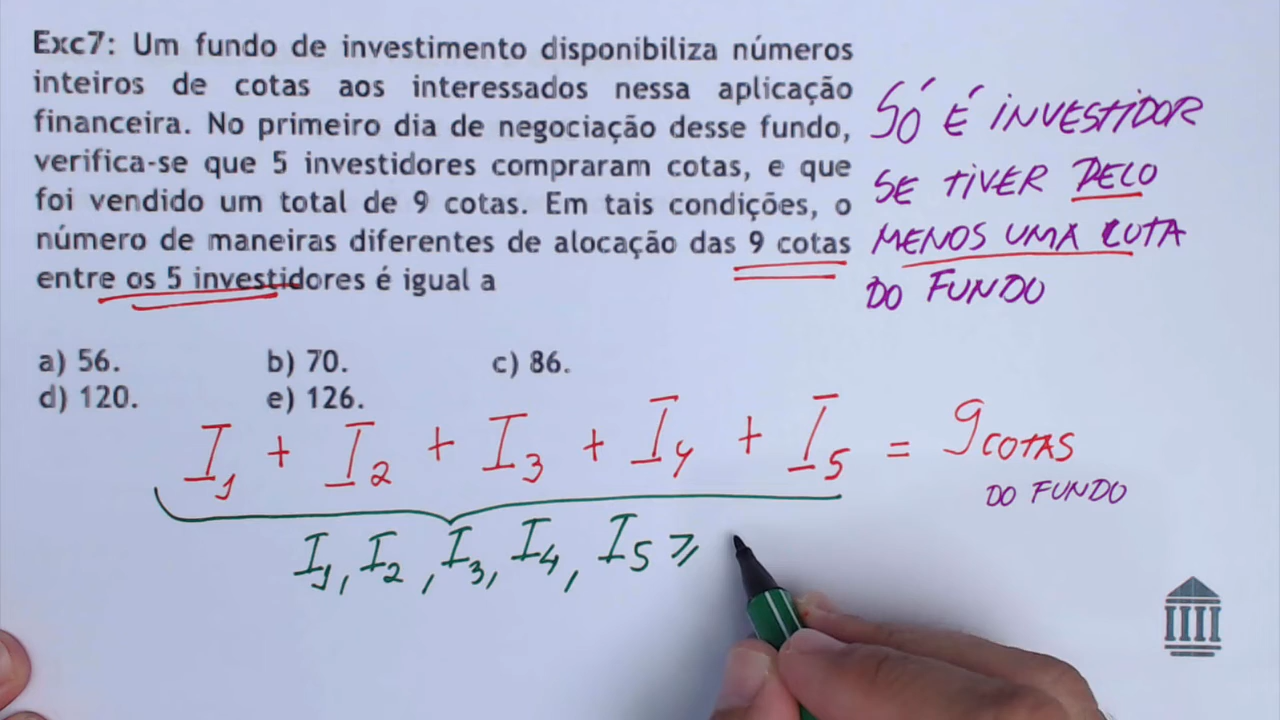 Exc7: Um fundo de investimento disponibiliza números
inteiros de cotas aos interessados nessa aplicação
financeira. No primeiro dia de negociação desse fundo,
verifica-se que 5 investidores compraram cotas, e que
foi vendido um total de 9 cotas. Em tais condições, o
número de maneiras diferentes de alocação das 9 cotas
entre os 5 investidores é igual a
SÓ É INVESTIDOR
SE TIVER PELO
MENOS UMA COTA
DO FUNDO
a) 56. b) 70. c) 86.
d) 120. e) 126.
I1 + I2 + I3 + I4 + I5 = 9 COTAS
DO FUNDO
I1, I2, I3, I4, I5 ⩾